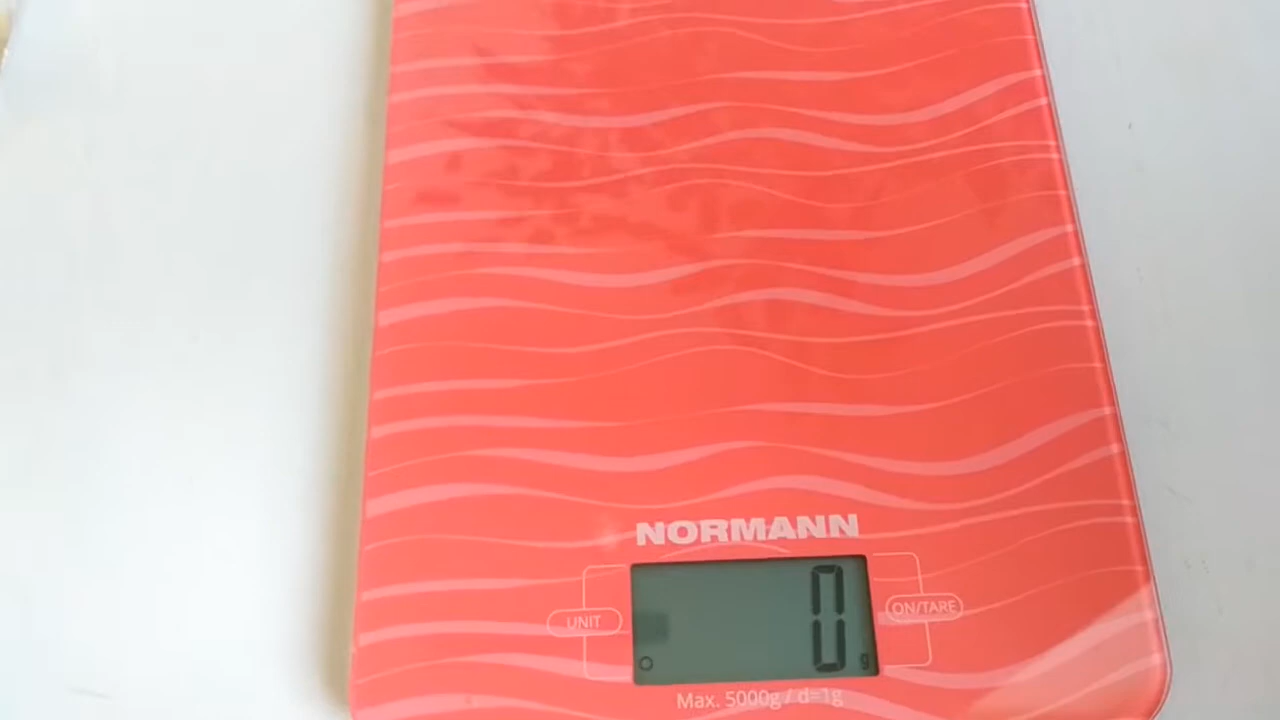 NORMANN
UNIT
0
g
ON/TARE
Max. 5000g / d=1g